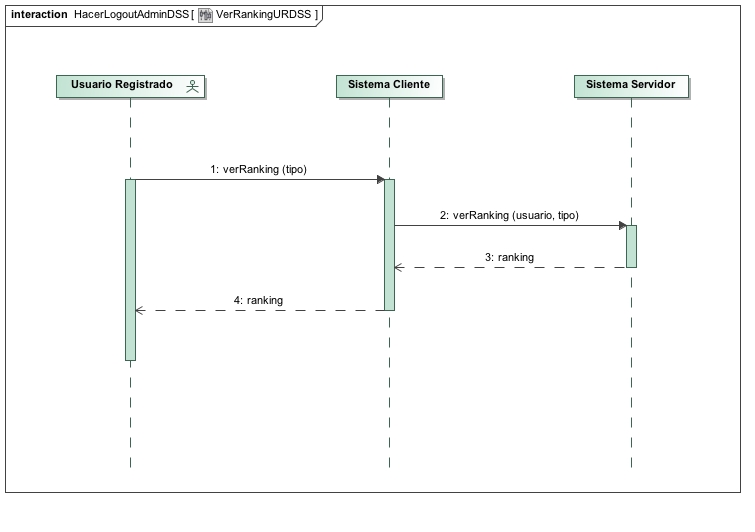 interaction HacerLogoutAdminDSS[ VerRankingURDSS ]
Usuario Registrado
Sistema Cliente
Sistema Servidor
1: verRanking (tipo)
2: verRanking (usuario, tipo)
3: ranking
4: ranking